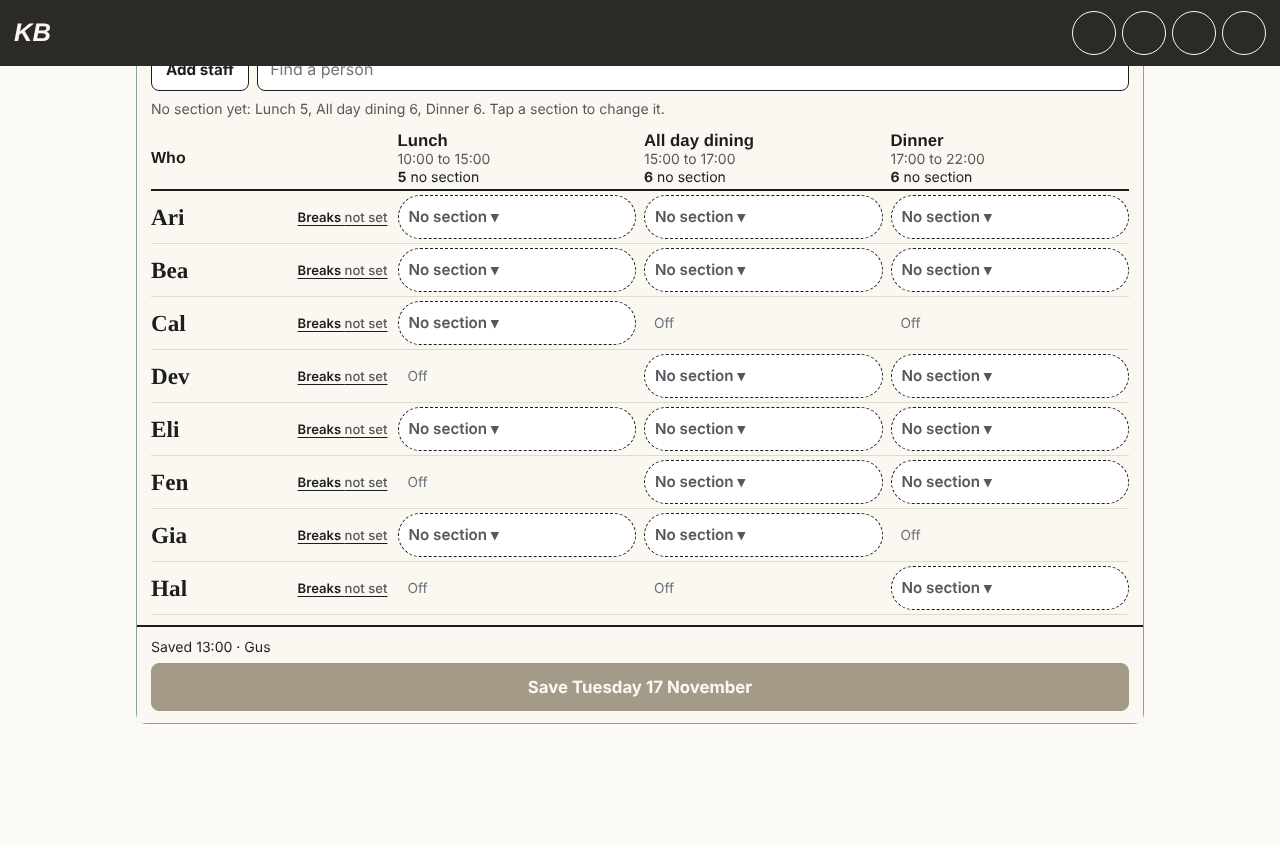 KB
Add staff Find a person
No section yet: Lunch 5, All day dining 6, Dinner 6. Tap a section to change it.
Who Lunch All day dining Dinner
10:00 to 15:00 15:00 to 17:00 17:00 to 22:00
5 no section 6 no section 6 no section
Ari Breaks not set No section ▾ No section ▾ No section ▾
Bea Breaks not set No section ▾ No section ▾ No section ▾
Cal Breaks not set No section ▾ Off Off
Dev Breaks not set Off No section ▾ No section ▾
Eli Breaks not set No section ▾ No section ▾ No section ▾
Fen Breaks not set Off No section ▾ No section ▾
Gia Breaks not set No section ▾ No section ▾ Off
Hal Breaks not set Off Off No section ▾
Saved 13:00 · Gus
Save Tuesday 17 November